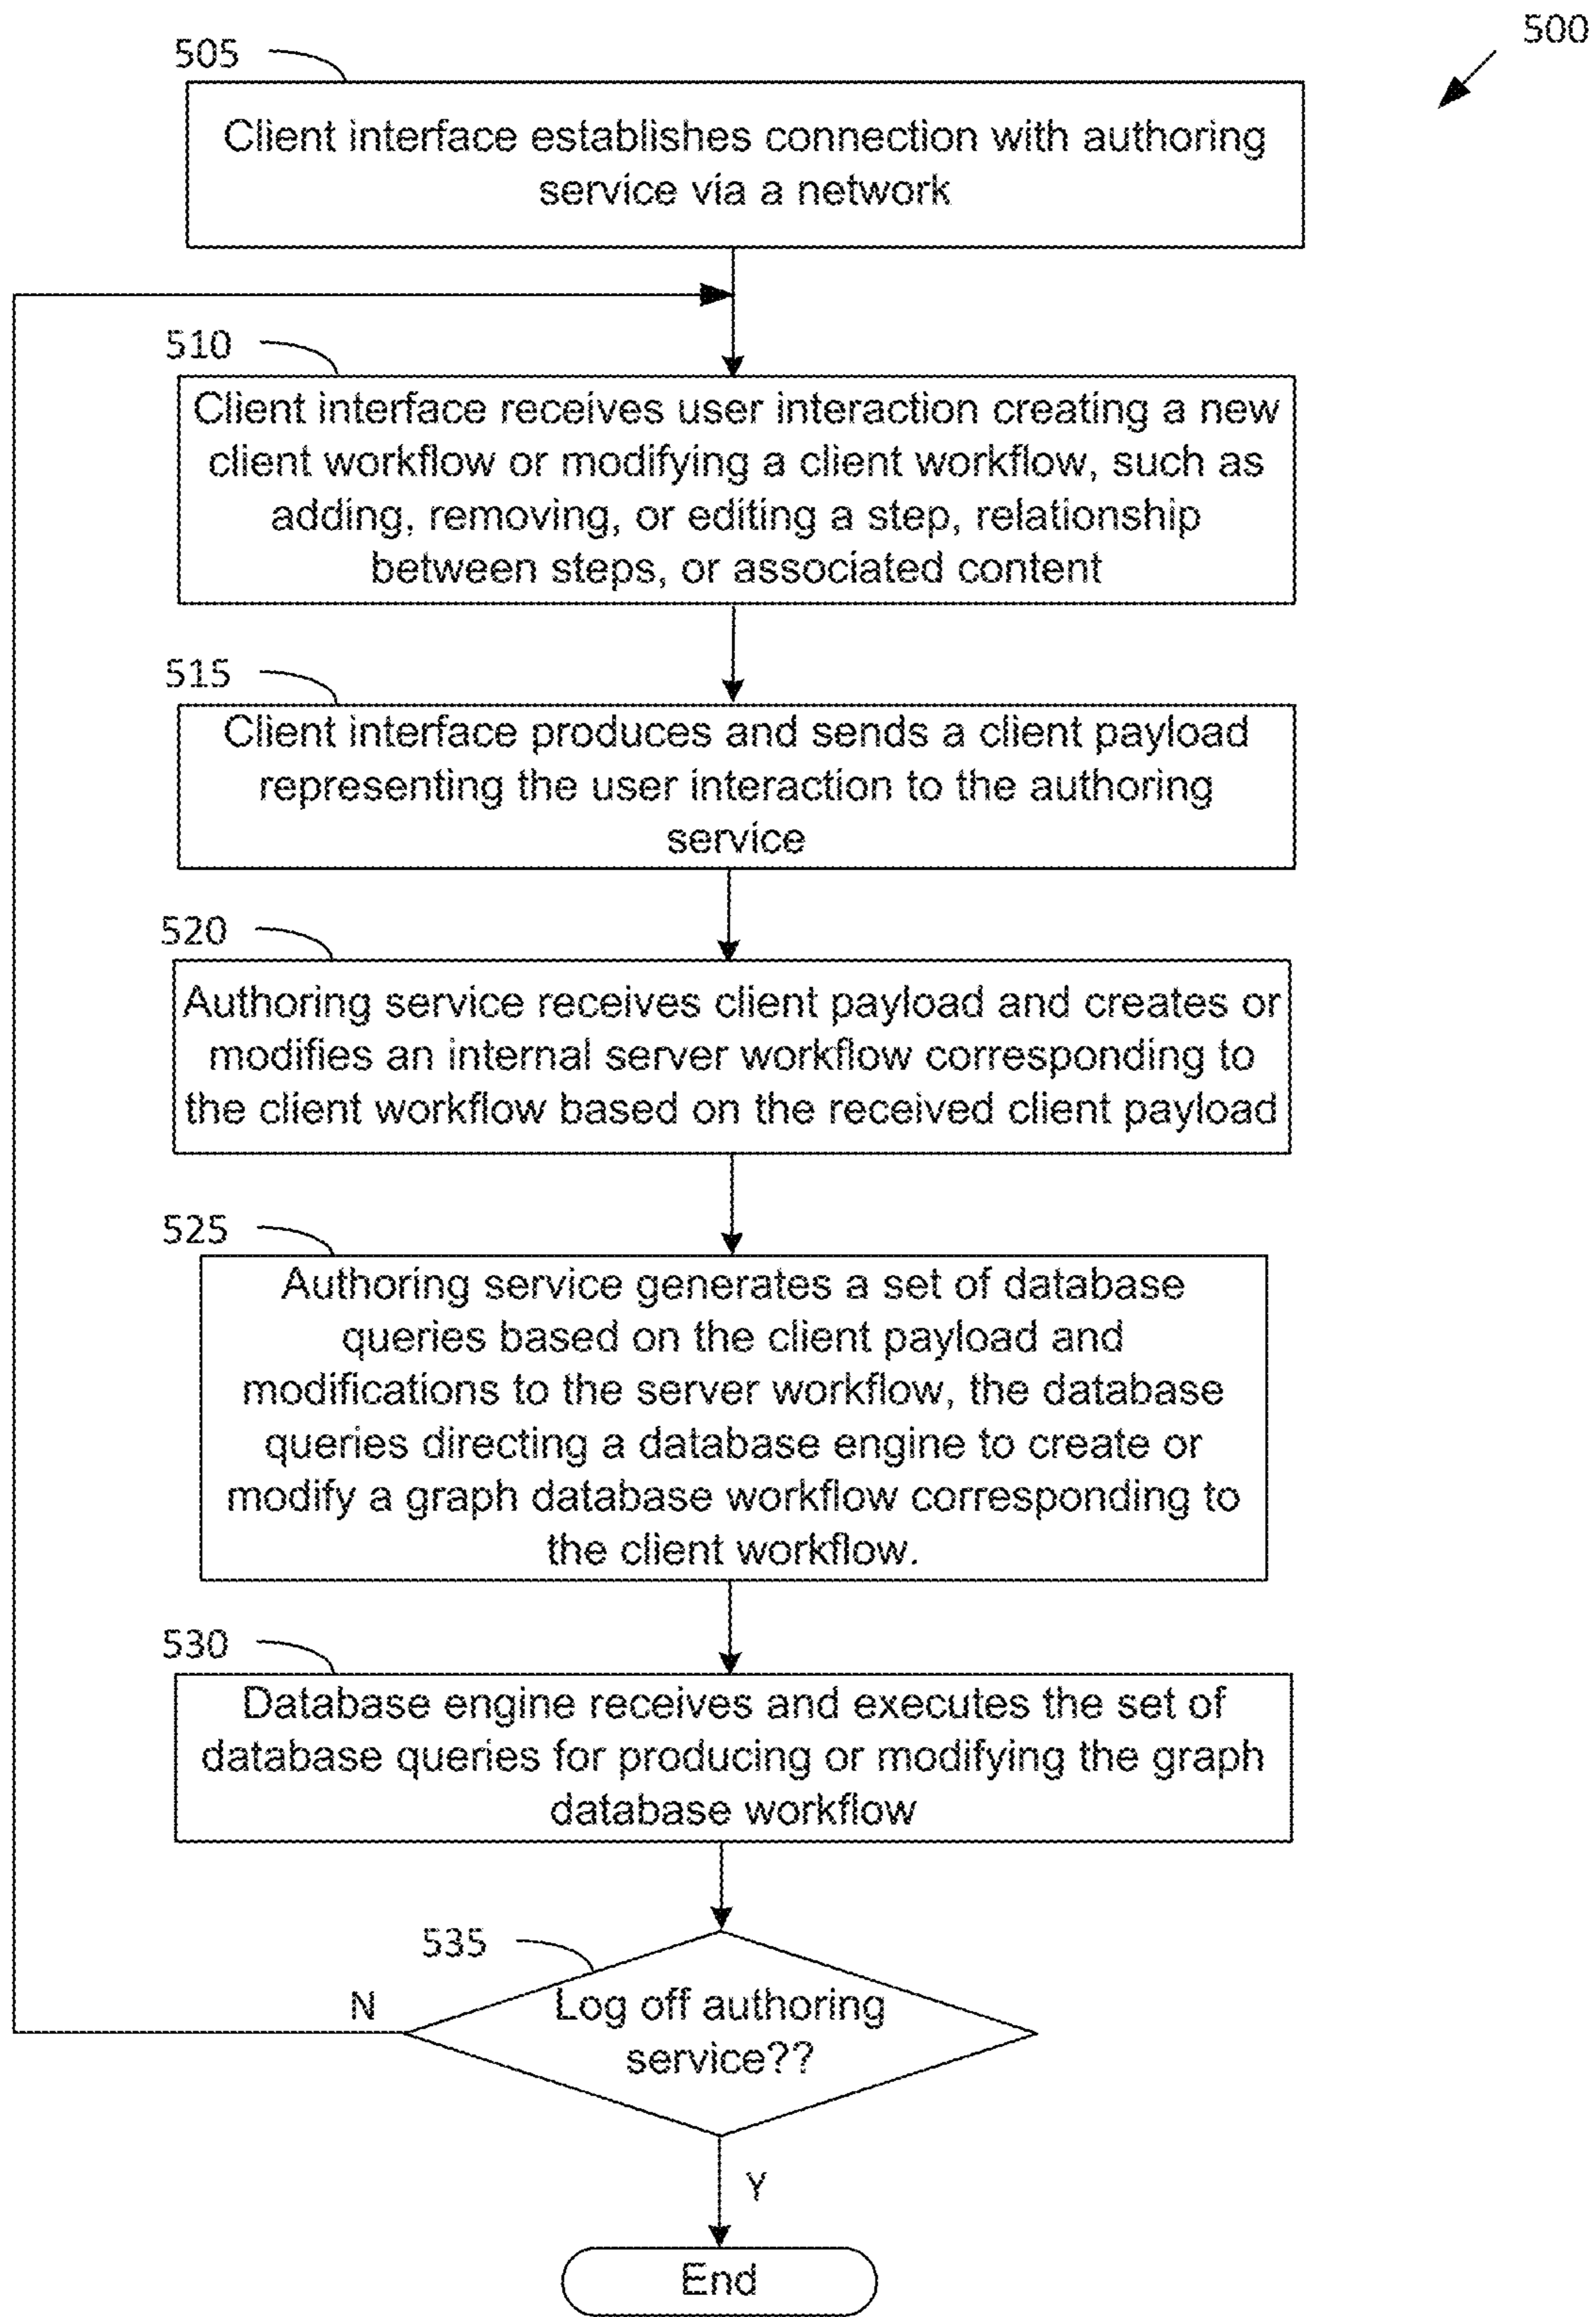 500
505
Client interface establishes connection with authoring
service via a network
510
Client interface receives user interaction creating a new
client workflow or modifying a client workflow, such as
adding, removing, or editing a step, relationship
between steps, or associated content
515
Client interface produces and sends a client payload
representing the user interaction to the authoring
service
520
Authoring service receives client payload and creates or
modifies an internal server workflow corresponding to
the client workflow based on the received client payload
525
Authoring service generates a set of database
queries based on the client payload and
modifications to the server workflow, the database
queries directing a database engine to create or
modify a graph database workflow corresponding to
the client workflow.
530
Database engine receives and executes the set of
database queries for producing or modifying the graph
database workflow
535
Log off authoring
service??
N
Y
End